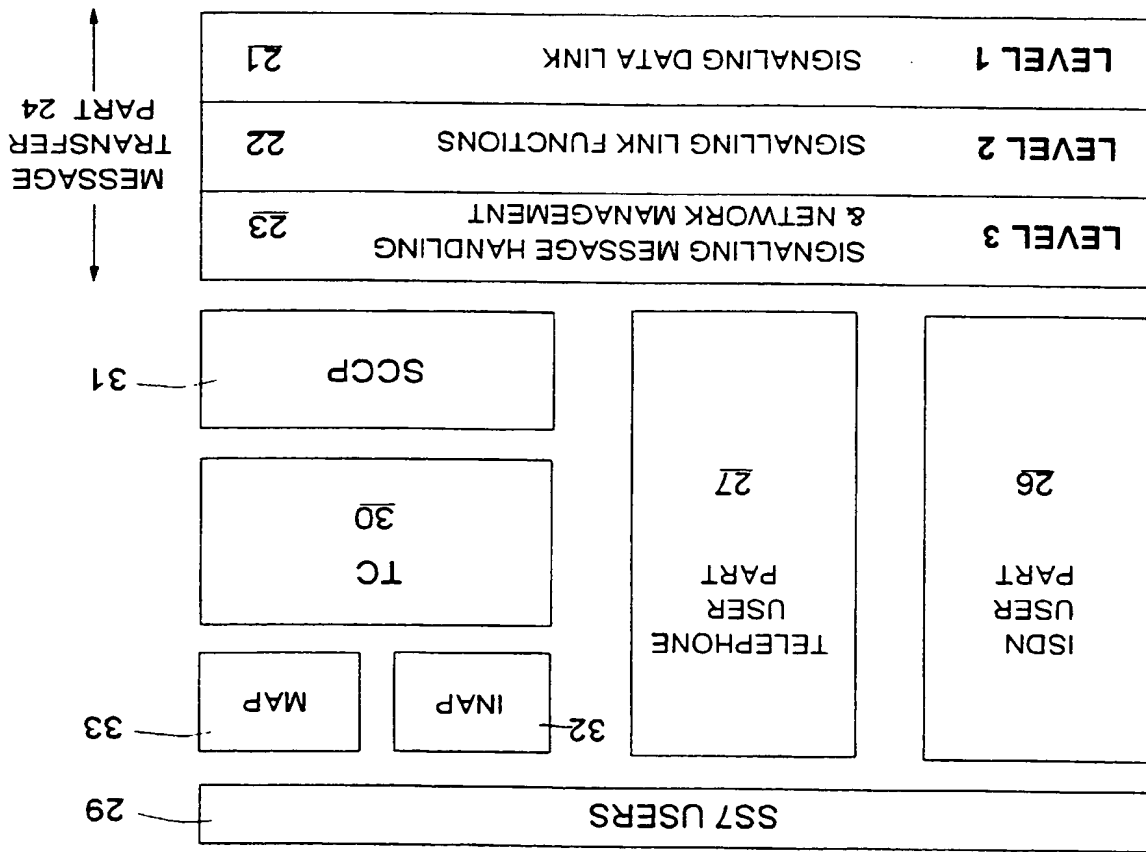 SS7 USERS
29
ISDN
USER
PART
26
TELEPHONE
USER
PART
27
INAP
32
MAP
33
TC
30
SCCP
31
LEVEL 3
SIGNALLING MESSAGE HANDLING
& NETWORK MANAGEMENT
23
LEVEL 2
SIGNALLING LINK FUNCTIONS
22
LEVEL 1
SIGNALING DATA LINK
21
MESSAGE
TRANSFER
PART 24